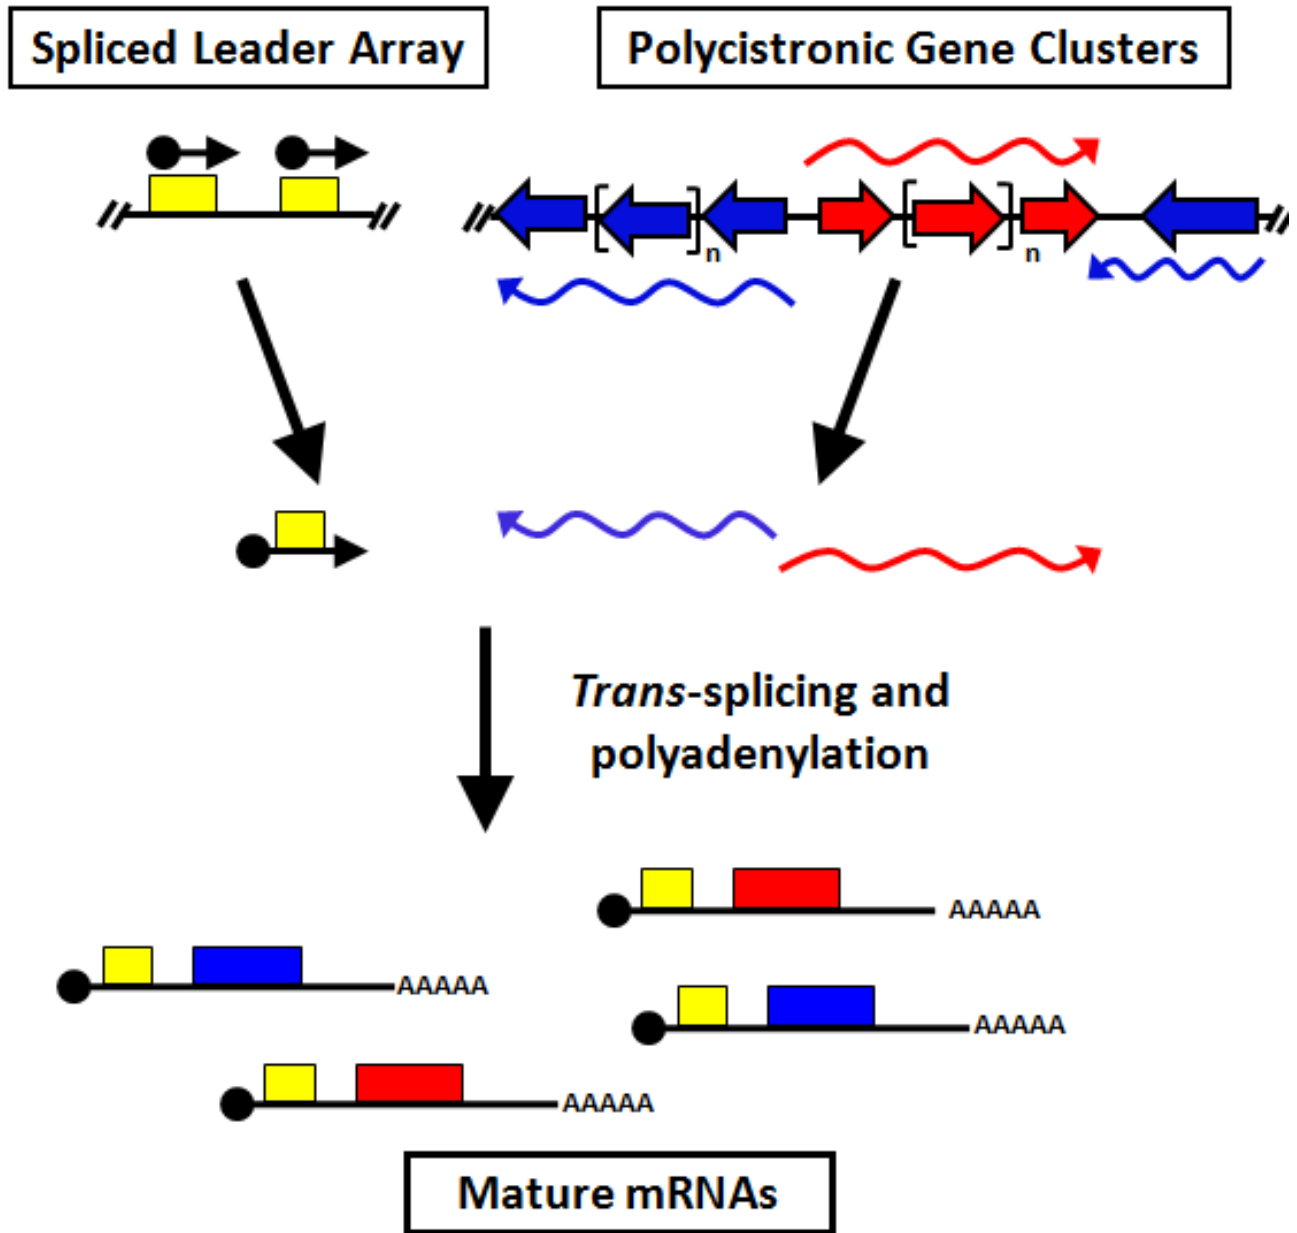 Spliced Leader Array
Polycistronic Gene Clusters
n
n
Trans-splicing and
polyadenylation
AAAAA
AAAAA
AAAAA
AAAAA
Mature mRNAs